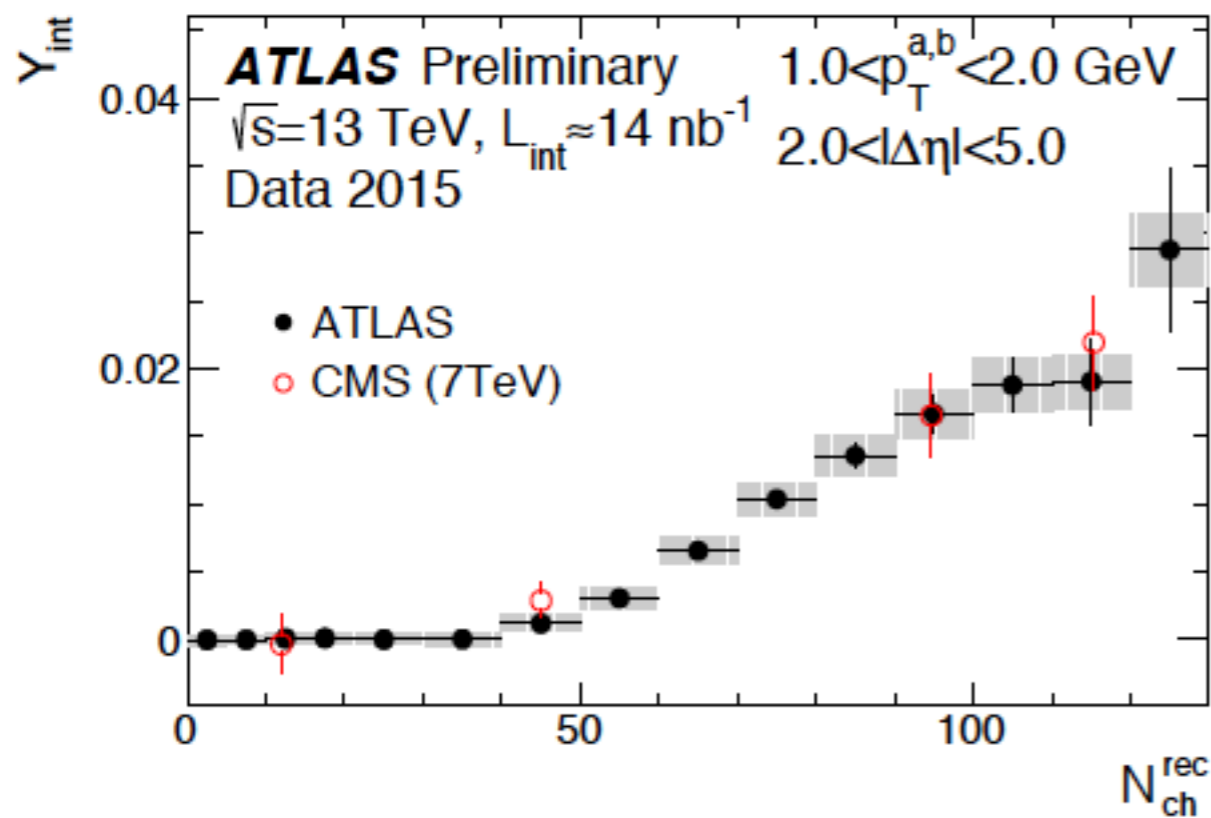 Y_int
ATLAS Preliminary
√s=13 TeV, L_int≈14 nb^-1
Data 2015
1.0<p_T^a,b<2.0 GeV
2.0<|Δη|<5.0
ATLAS
CMS (7TeV)
0.04
0.02
0
0 50 100
N_ch^rec